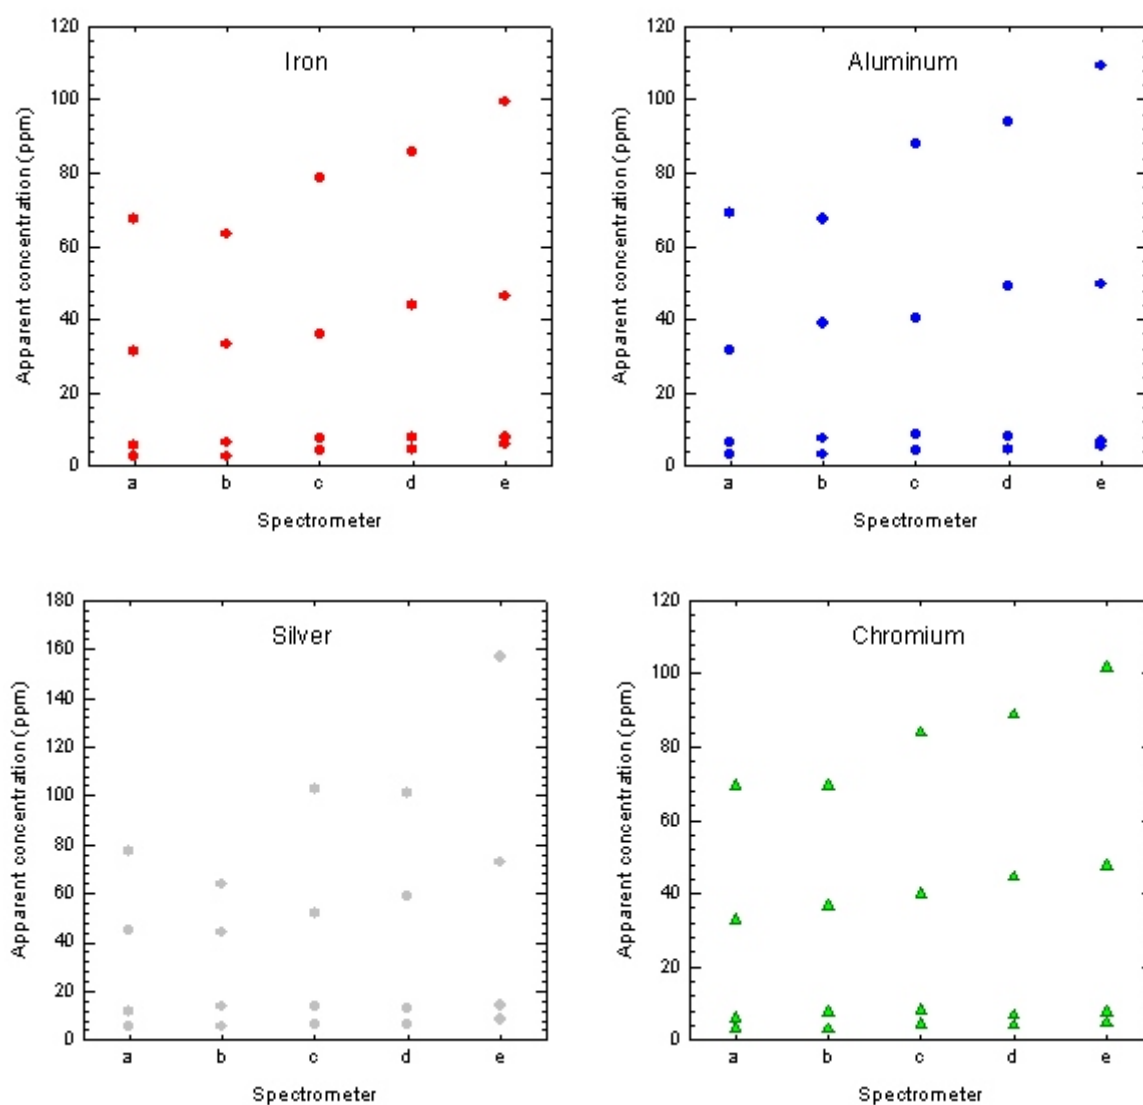 Iron
120
100
80
60
40
20
0
Apparent concentration (ppm)
a b c d e
Spectrometer
Aluminum
120
100
80
60
40
20
0
Apparent concentration (ppm)
a b c d e
Spectrometer
Silver
180
160
140
120
100
80
60
40
20
0
Apparent concentration (ppm)
a b c d e
Spectrometer
Chromium
120
100
80
60
40
20
0
Apparent concentration (ppm)
a b c d e
Spectrometer